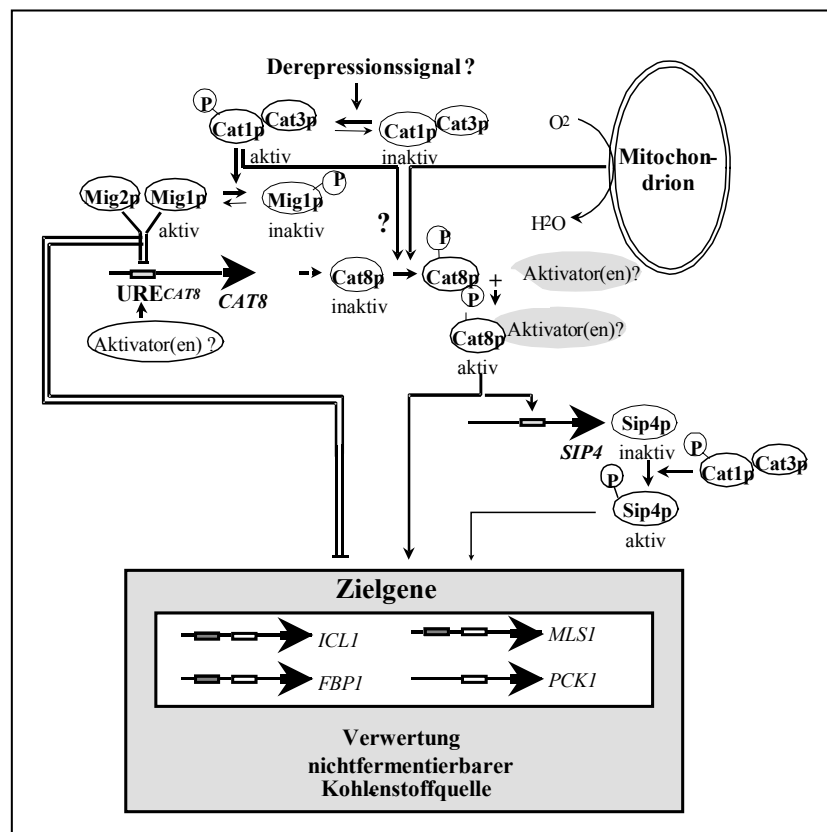 Derepressionssignal ?
P
Cat1p Cat3p
aktiv
Cat1p Cat3p
inaktiv
O2
H2O
Mitochon-
drion
Mig2p Mig1p
aktiv
P
Mig1p
inaktiv
?
URECAT8
CAT8
Aktivator(en) ?
Cat8p
inaktiv
P
Cat8p
+
Aktivator(en)?
P
Cat8p
Aktivator(en)?
aktiv
SIP4
Sip4p
inaktiv
P
Cat1p Cat3p
P
Sip4p
aktiv
Zielgene
ICL1
MLS1
FBP1
PCK1
Verwertung
nichtfermentierbarer
Kohlenstoffquelle